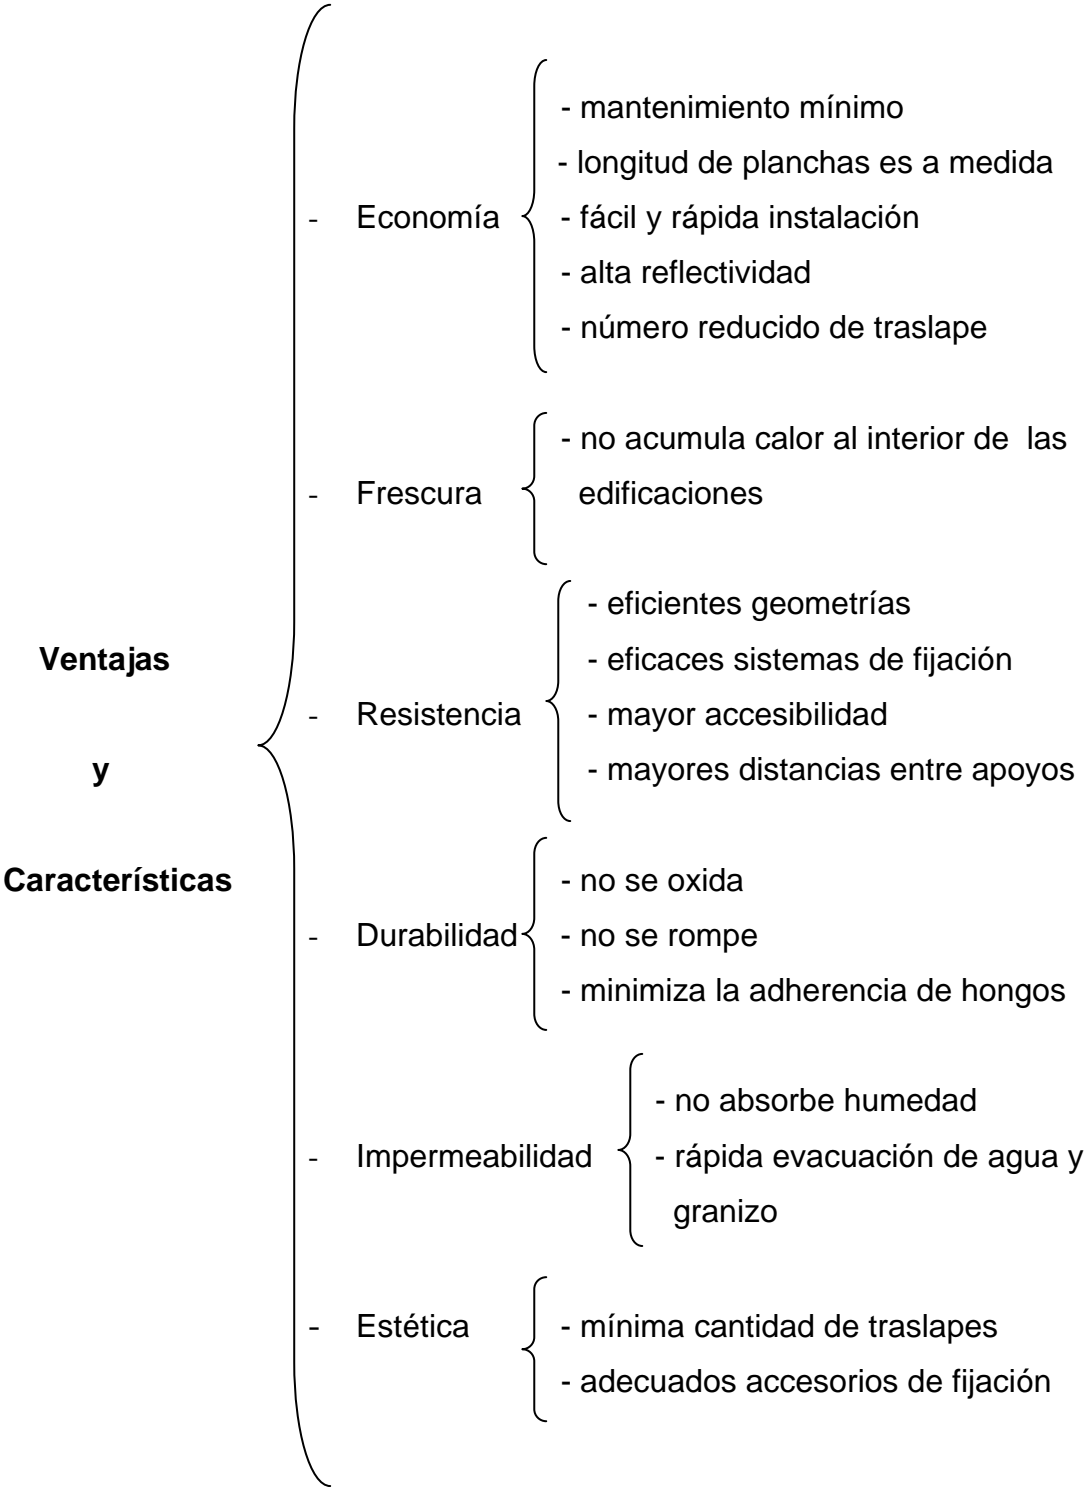 Ventajas
y
Características
- Economía
- mantenimiento mínimo
- longitud de planchas es a medida
- fácil y rápida instalación
- alta reflectividad
- número reducido de traslape
- Frescura
- no acumula calor al interior de las
edificaciones
- Resistencia
- eficientes geometrías
- eficaces sistemas de fijación
- mayor accesibilidad
- mayores distancias entre apoyos
- Durabilidad
- no se oxida
- no se rompe
- minimiza la adherencia de hongos
- Impermeabilidad
- no absorbe humedad
- rápida evacuación de agua y
granizo
- Estética
- mínima cantidad de traslapes
- adecuados accesorios de fijación